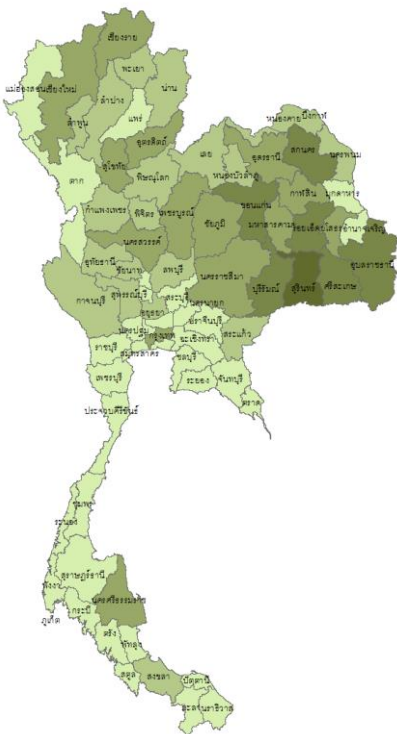 เชียงราย
พะเยา
แม่ฮ่องสอน
เชียงใหม่
น่าน
ลำปาง
ลำพูน
แพร่
อุตรดิตถ์
สุโขทัย
ตาก
พิษณุโลก
กำแพงเพชร
พิจิตร
เพชรบูรณ์
เลย
หนองบัวลำภู
อุดรธานี
หนองคาย
บึงกาฬ
สกลนคร
นครพนม
กาฬสินธุ์
มุกดาหาร
ขอนแก่น
ชัยภูมิ
มหาสารคาม
ร้อยเอ็ด
ยโสธร
อำนาจเจริญ
อุบลราชธานี
นครสวรรค์
อุทัยธานี
ชัยนาท
ลพบุรี
นครราชสีมา
บุรีรัมย์
สุรินทร์
ศรีสะเกษ
กาญจนบุรี
สุพรรณบุรี
สระบุรี
นครนายก
อยุธยา
ปราจีนบุรี
นครปฐม
กรุงเทพ
ฉะเชิงเทรา
สระแก้ว
ราชบุรี
สมุทรสาคร
ชลบุรี
เพชรบุรี
ระยอง
จันทบุรี
ตราด
ประจวบคีรีขันธ์
ชุมพร
ระนอง
สุราษฎร์ธานี
พังงา
นครศรีธรรมราช
ภูเก็ต
กระบี่
ตรัง
พัทลุง
สตูล
สงขลา
ปัตตานี
ยะลา
นราธิวาส